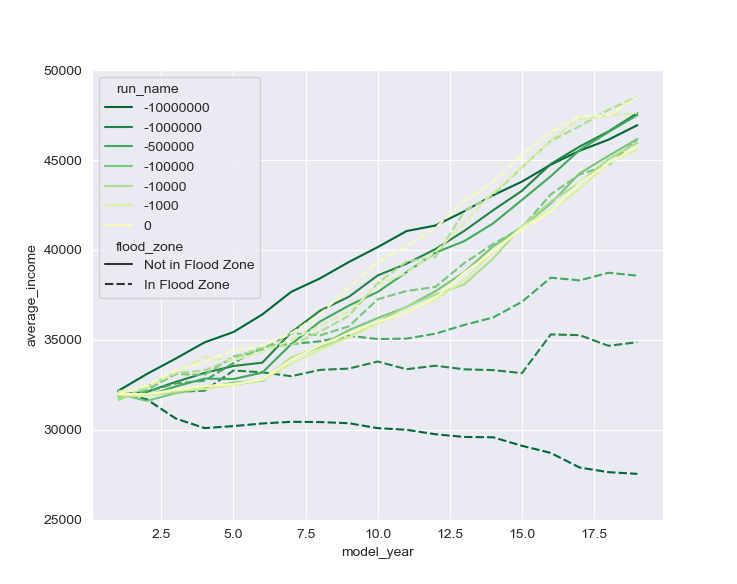 50000
45000
40000
35000
30000
25000
average_income
run_name
-10000000
-1000000
-500000
-100000
-10000
-1000
0
flood_zone
Not in Flood Zone
In Flood Zone
2.5 5.0 7.5 10.0 12.5 15.0 17.5
model_year